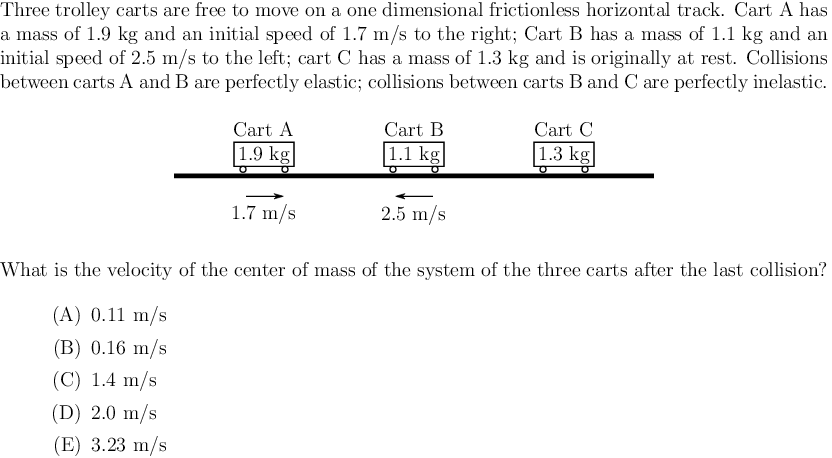 Three trolley carts are free to move on a one dimensional frictionless horizontal track. Cart A has
a mass of 1.9 kg and an initial speed of 1.7 m/s to the right; Cart B has a mass of 1.1 kg and an
initial speed of 2.5 m/s to the left; cart C has a mass of 1.3 kg and is originally at rest. Collisions
between carts A and B are perfectly elastic; collisions between carts B and C are perfectly inelastic.
Cart A Cart B Cart C
1.9 kg 1.1 kg 1.3 kg
1.7 m/s 2.5 m/s
What is the velocity of the center of mass of the system of the three carts after the last collision?
(A) 0.11 m/s
(B) 0.16 m/s
(C) 1.4 m/s
(D) 2.0 m/s
(E) 3.23 m/s